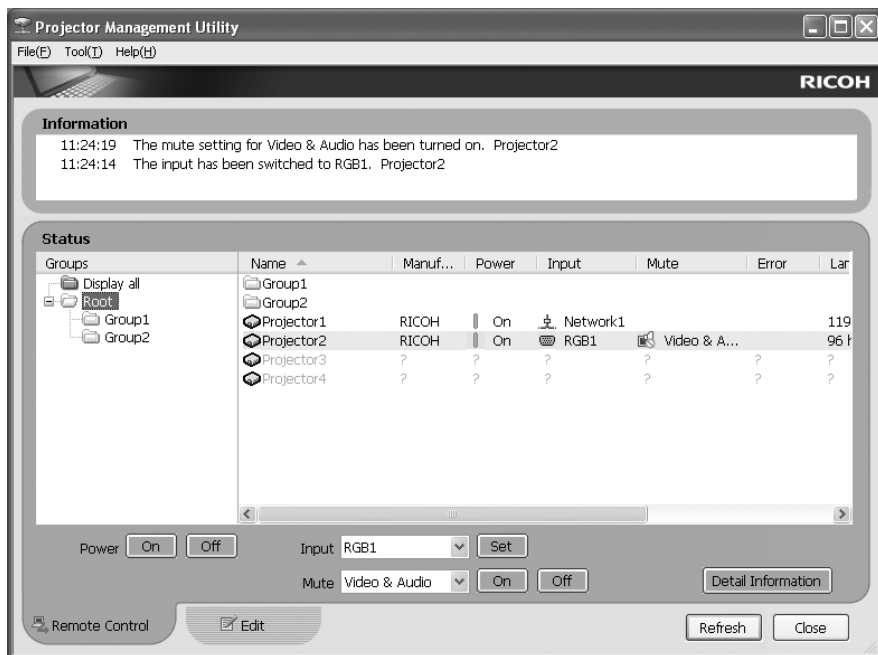 Projector Management Utility
File(F) Tool(T) Help(H)
RICOH
Information
11:24:19 The mute setting for Video & Audio has been turned on. Projector2
11:24:14 The input has been switched to RGB1. Projector2
Status
Groups Name Manuf... Power Input Mute Error Lar
Display all Group1
Root Group2
Group1 Projector1 RICOH On Network1 119
Group2 Projector2 RICOH On RGB1 Video & A... 96 h
Projector3 ? ? ? ? ? ?
Projector4 ? ? ? ? ? ?
Power On Off Input RGB1 Set
Mute Video & Audio On Off Detail Information
Remote Control Edit Refresh Close